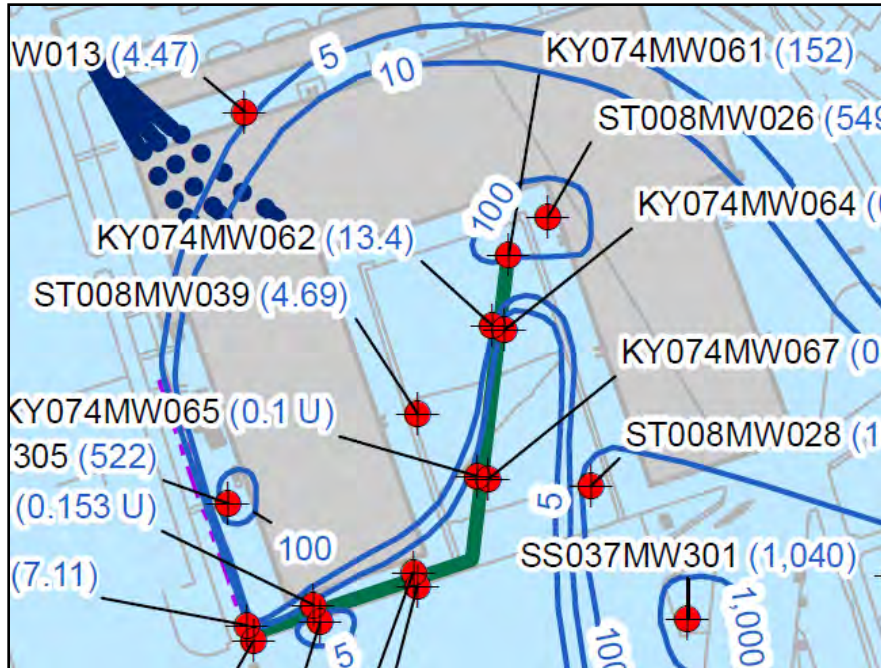 W013 (4.47)
5
10
KY074MW061 (152)
ST008MW026 (549
100
KY074MW064 (
KY074MW062 (13.4)
ST008MW039 (4.69)
KY074MW067 (0
KY074MW065 (0.1 U)
ST008MW028 (1
305 (522)
(0.153 U)
5
100
SS037MW301 (1,040)
(7.11)
1,000
5
100